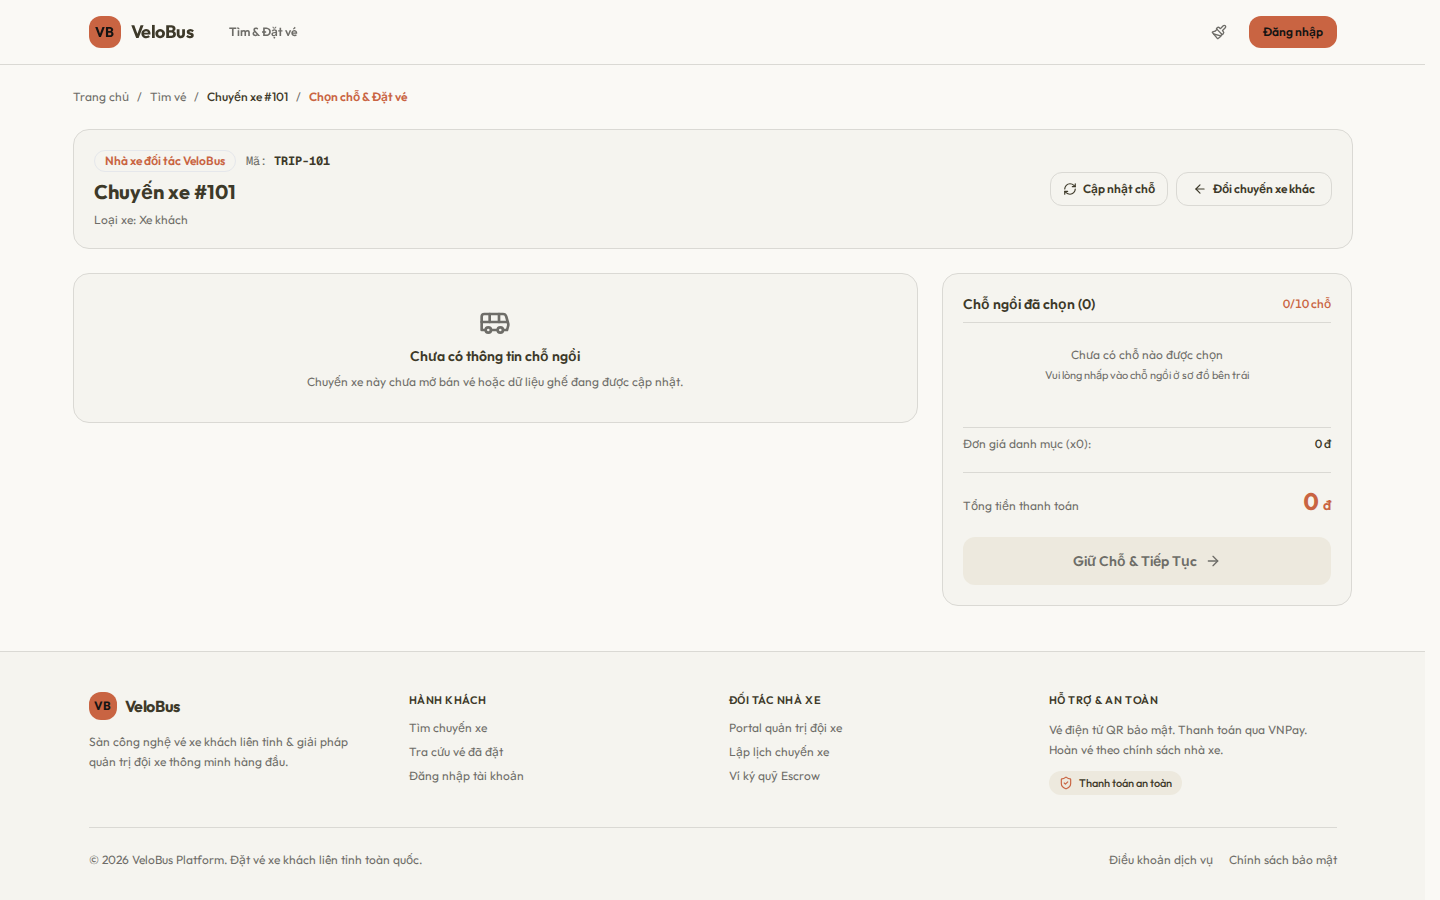 VB VeloBus Tìm & Đặt vé Đăng nhập
Trang chủ / Tìm vé / Chuyến xe #101 / Chọn chỗ & Đặt vé
Nhà xe đối tác VeloBus Mã: TRIP-101
Chuyến xe #101
Loại xe: Xe khách
Cập nhật chỗ
Đổi chuyến xe khác
Chưa có thông tin chỗ ngồi
Chuyến xe này chưa mở bán vé hoặc dữ liệu ghế đang được cập nhật.
Chỗ ngồi đã chọn (0) 0/10 chỗ
Chưa có chỗ nào được chọn
Vui lòng nhấp vào chỗ ngồi ở sơ đồ bên trái
Đơn giá danh mục (x0): 0 đ
Tổng tiền thanh toán 0 đ
Giữ Chỗ & Tiếp Tục
VB VeloBus
Sàn công nghệ vé xe khách liên tỉnh & giải pháp
quản trị đội xe thông minh hàng đầu.
HÀNH KHÁCH
Tìm chuyến xe
Tra cứu vé đã đặt
Đăng nhập tài khoản
ĐỐI TÁC NHÀ XE
Portal quản trị đội xe
Lập lịch chuyến xe
Ví ký quỹ Escrow
HỖ TRỢ & AN TOÀN
Vé điện tử QR bảo mật. Thanh toán qua VNPay.
Hoàn vé theo chính sách nhà xe.
Thanh toán an toàn
© 2026 VeloBus Platform. Đặt vé xe khách liên tỉnh toàn quốc.
Điều khoản dịch vụ Chính sách bảo mật